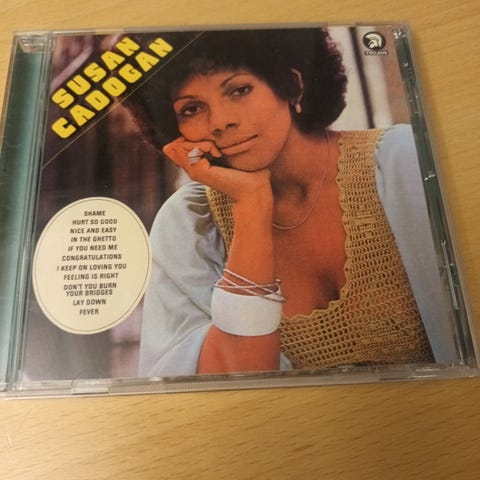 SUSAN
CADOGAN
TROJAN
SHAME
HURT SO GOOD
NICE AND EASY
IN THE GHETTO
IF YOU NEED ME
CONGRATULATIONS
I KEEP ON LOVING YOU
FEELING IS RIGHT
DON'T YOU BURN
YOUR BRIDGES
LAY DOWN
FEVER